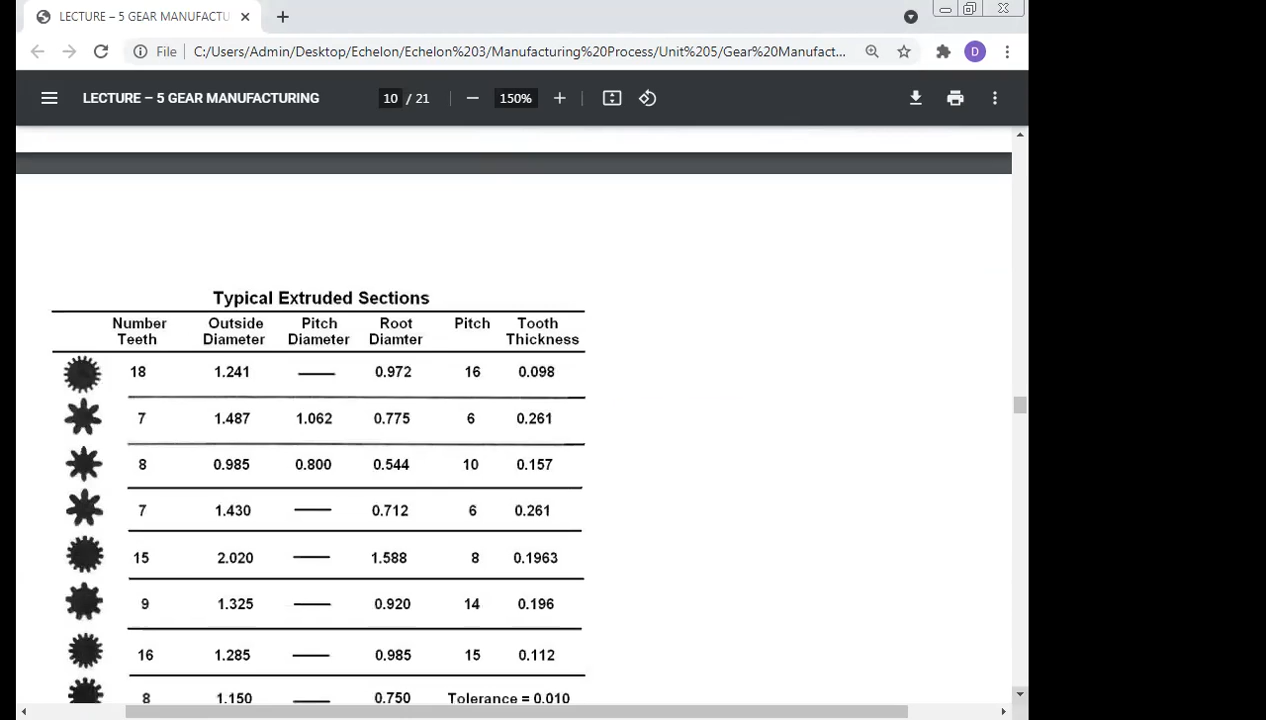 LECTURE – 5 GEAR MANUFACTU
File C:/Users/Admin/Desktop/Echelon/Echelon%203/Manufacturing%20Process/Unit%205/Gear%20Manufact... D
LECTURE – 5 GEAR MANUFACTURING 10 / 21 150%
Typical Extruded Sections
Number Outside Pitch Root Pitch Tooth
Teeth Diameter Diameter Diamter Thickness
18 1.241 —— 0.972 16 0.098
7 1.487 1.062 0.775 6 0.261
8 0.985 0.800 0.544 10 0.157
7 1.430 —— 0.712 6 0.261
15 2.020 —— 1.588 8 0.1963
9 1.325 —— 0.920 14 0.196
16 1.285 —— 0.985 15 0.112
8 1.150 —— 0.750 Tolerance = 0.010